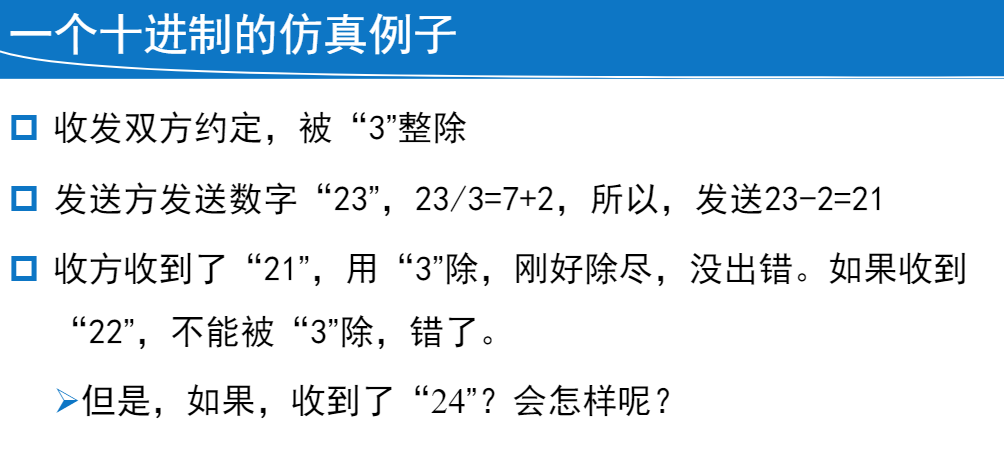 一个十进制的仿真例子
收发双方约定，被“3”整除
发送方发送数字“23”，23/3=7+2，所以，发送23-2=21
收方收到了“21”，用“3”除，刚好除尽，没出错。如果收到
“22”，不能被“3”除，错了。
但是，如果，收到了“24”？会怎样呢？